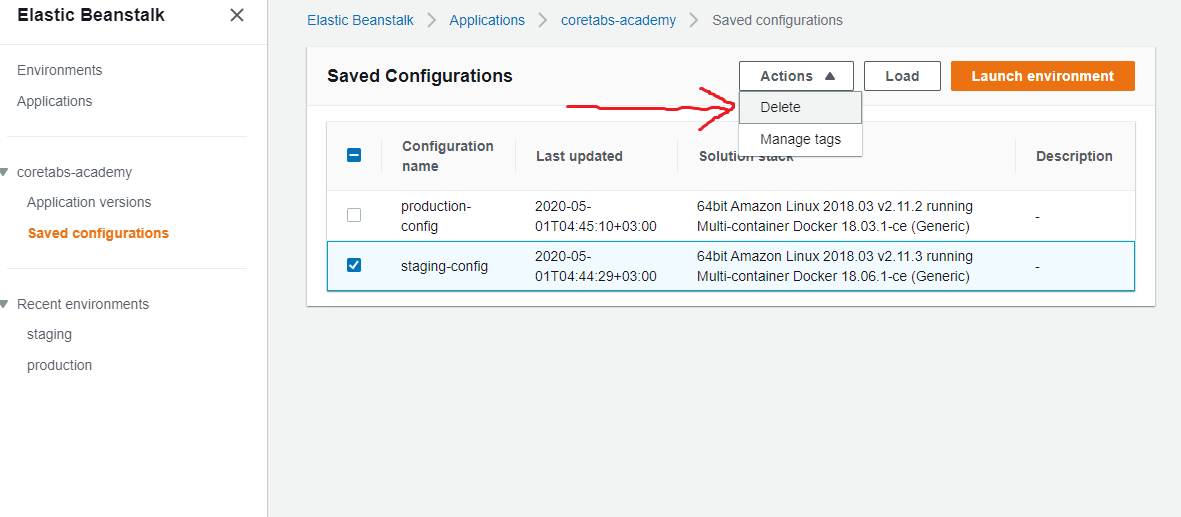 Elastic Beanstalk
Environments
Applications
coretabs-academy
Application versions
Saved configurations
Recent environments
staging
production
Elastic Beanstalk Applications coretabs-academy Saved configurations
Saved Configurations
Actions Load Launch environment
Delete
Manage tags
Configuration
name
Last updated
Solution stack
Description
production-
config
2020-05-
01T04:45:10+03:00
64bit Amazon Linux 2018.03 v2.11.2 running
Multi-container Docker 18.03.1-ce (Generic)
-
staging-config
2020-05-
01T04:44:29+03:00
64bit Amazon Linux 2018.03 v2.11.3 running
Multi-container Docker 18.06.1-ce (Generic)
-